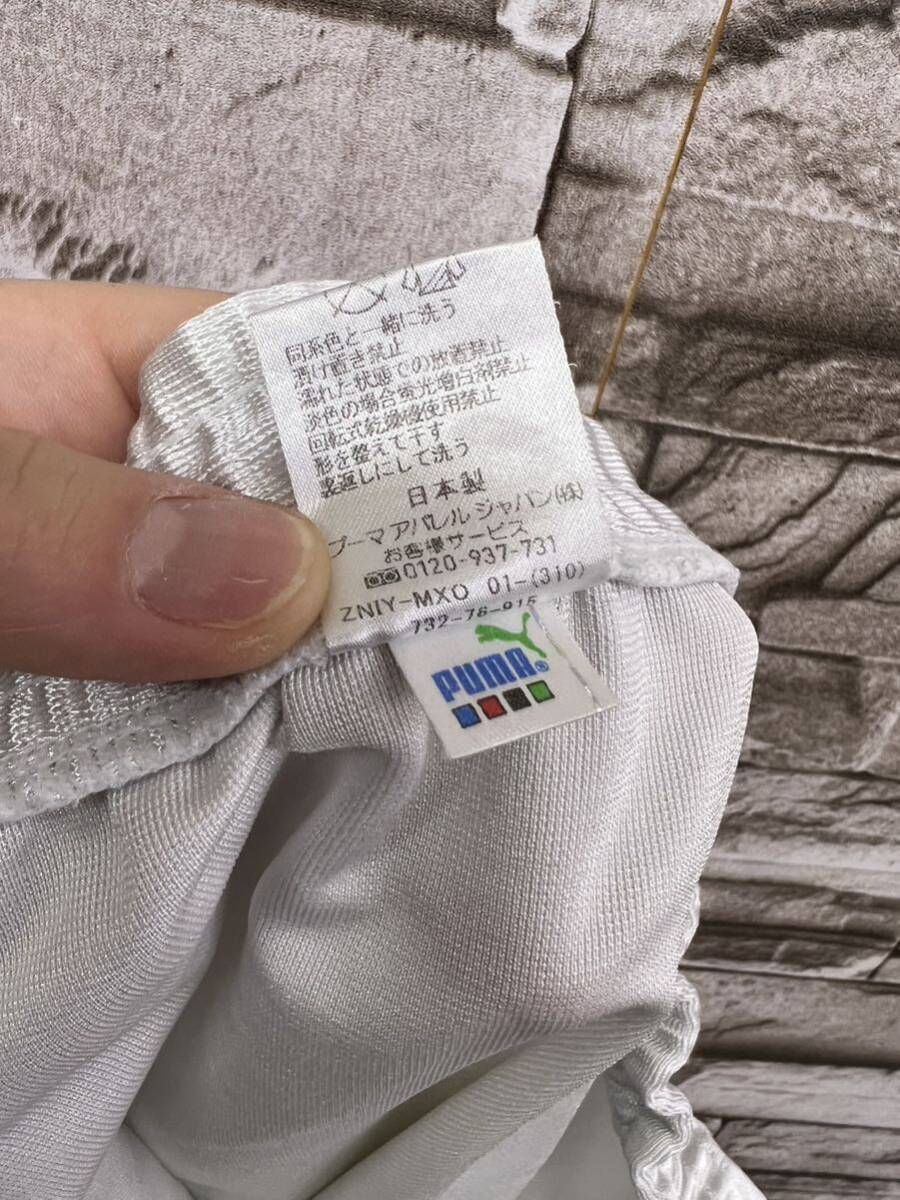 同系色と一緒に洗う
漬け置き禁止
濡れた状態での放置禁止
淡色の場合蛍光増白剤禁止
回転式乾燥機使用禁止
形を整えて干す
裏返しにして洗う
日本製
プーマ アパレル ジャパン(株)
お客様サービス
0120-937-731
ZNIY-MXO 01-(310)
732-76-915
PUMA®